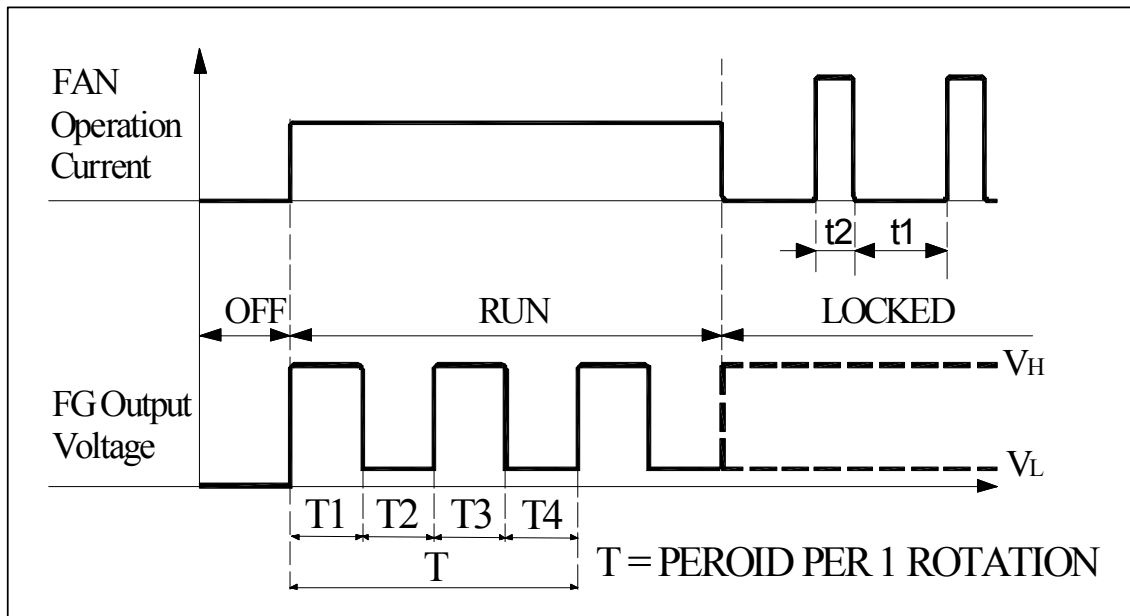 FAN
Operation
Current
t2 t1
OFF RUN LOCKED
VH
FG Output
Voltage
VL
T1 T2 T3 T4
T
T = PEROID PER 1 ROTATION